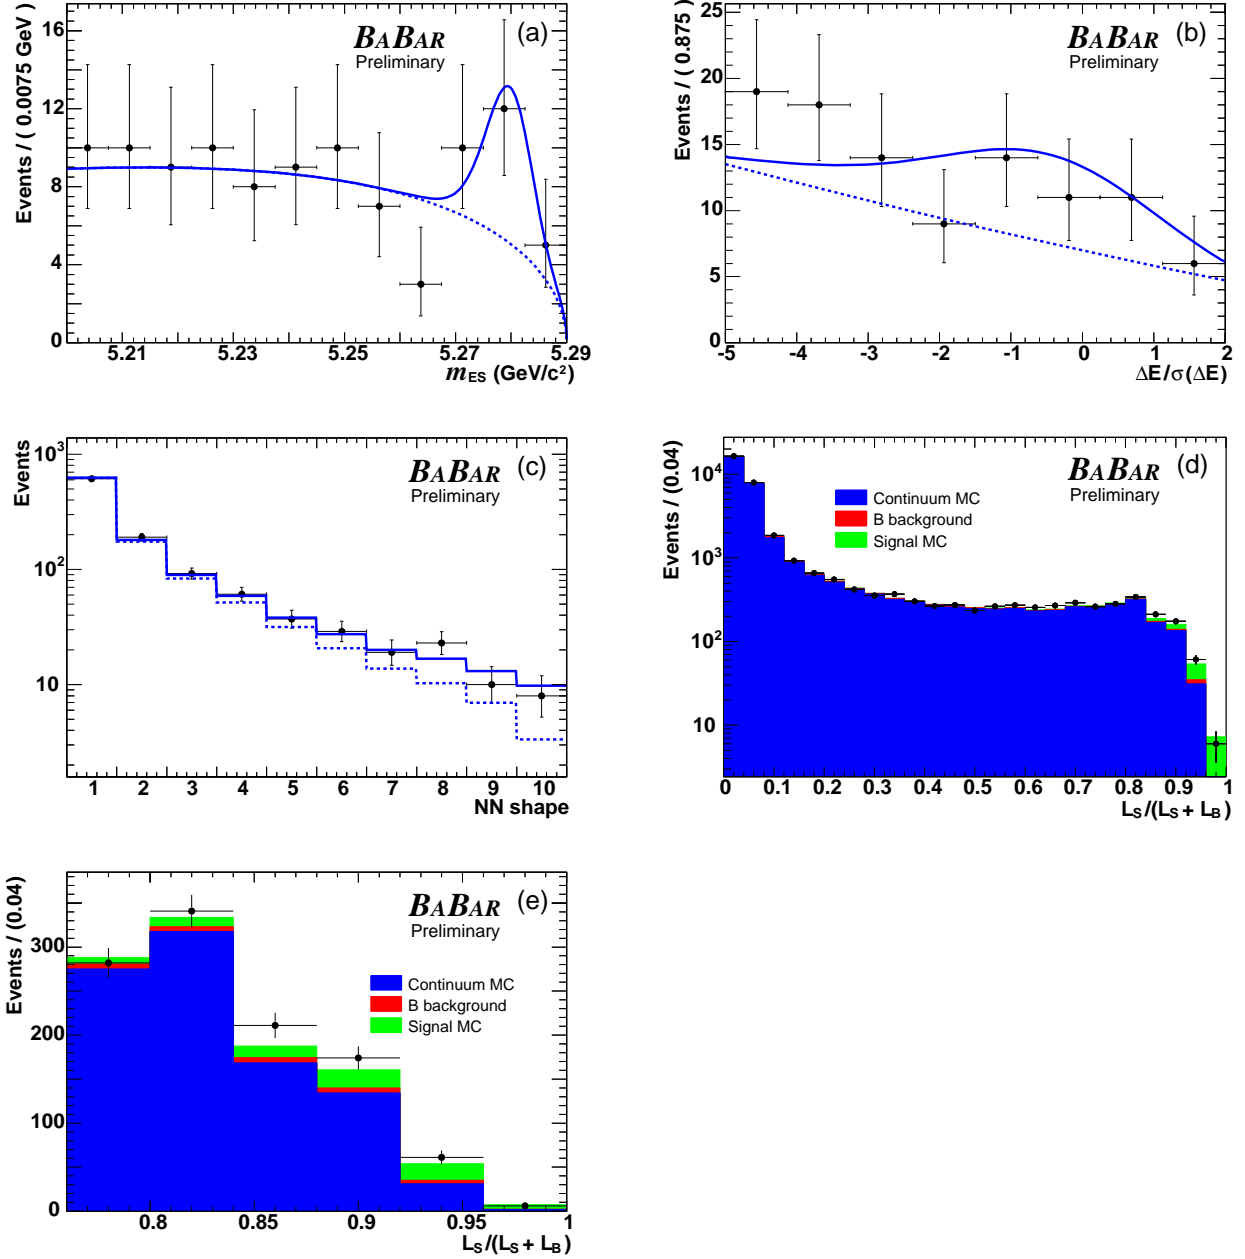 BABAR (a)
Preliminary
Events / ( 0.0075 GeV )
16
12
8
4
0
5.21 5.23 5.25 5.27 5.29
mES (GeV/c²)
BABAR (b)
Preliminary
Events / ( 0.875 )
25
20
15
10
5
0
-5 -4 -3 -2 -1 0 1 2
ΔE/σ(ΔE)
BABAR (c)
Preliminary
Events
10³
10²
10
1 2 3 4 5 6 7 8 9 10
NN shape
BABAR (d)
Preliminary
Continuum MC
B background
Signal MC
Events / (0.04)
10⁴
10³
10²
10
0 0.1 0.2 0.3 0.4 0.5 0.6 0.7 0.8 0.9 1
LS/(LS + LB)
BABAR (e)
Preliminary
Continuum MC
B background
Signal MC
Events / (0.04)
300
200
100
0
0.8 0.85 0.9 0.95 1
LS/(LS + LB)